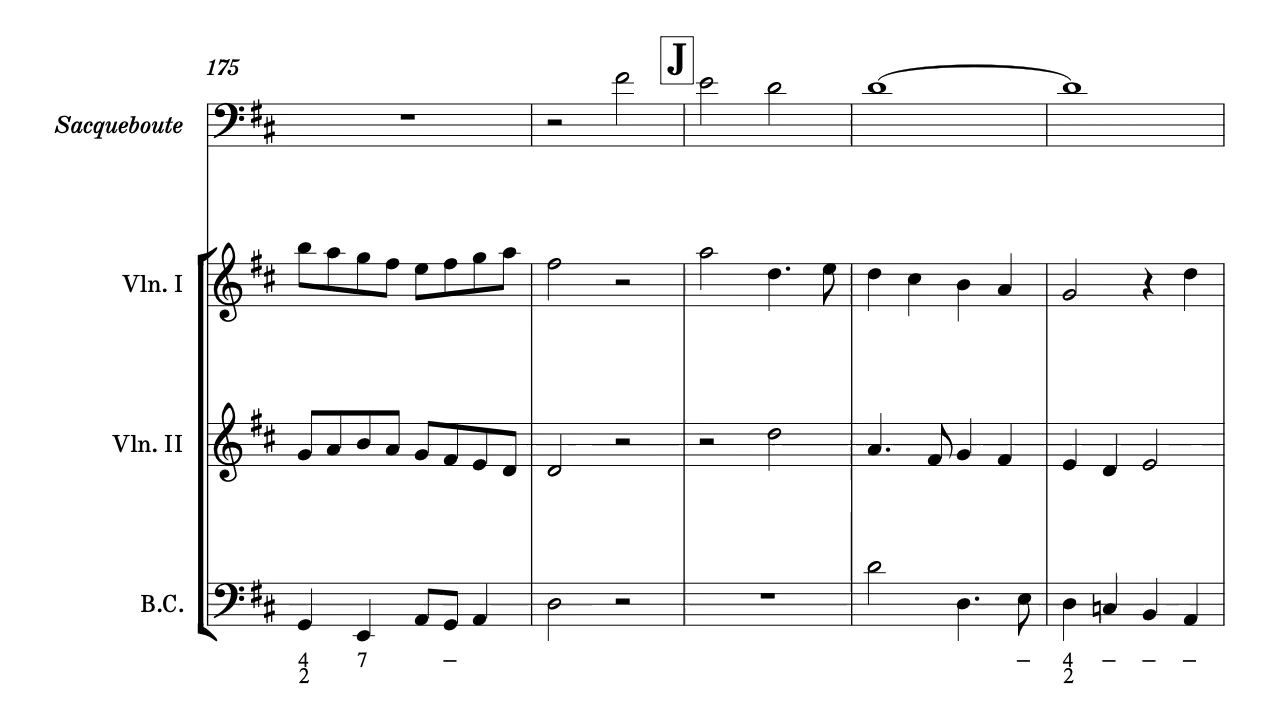 J
175
Sacqueboute
Vln. I
Vln. II
B.C.
4 7 – – 4 – – –
2 2